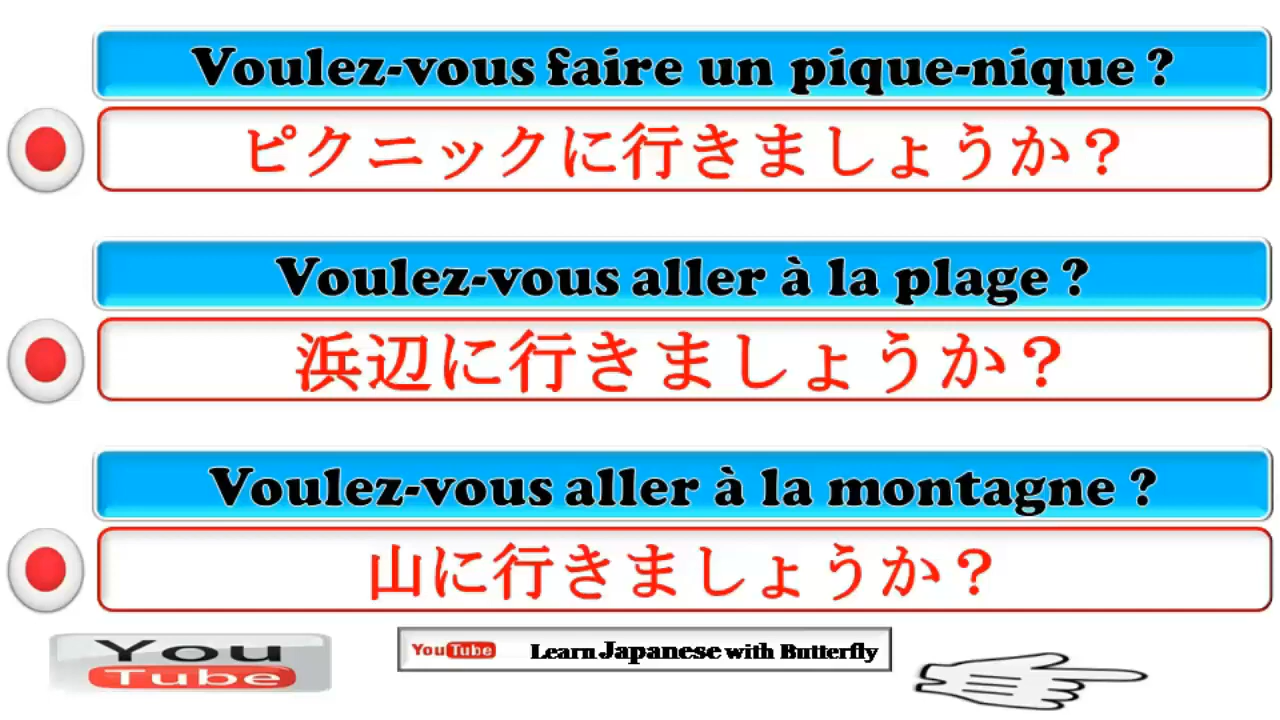 Voulez-vous faire un pique-nique ?
ピクニックに行きましょうか？
Voulez-vous aller à la plage ?
浜辺に行きましょうか？
Voulez-vous aller à la montagne ?
山に行きましょうか？
You
Tube
YouTube Learn Japanese with Butterfly